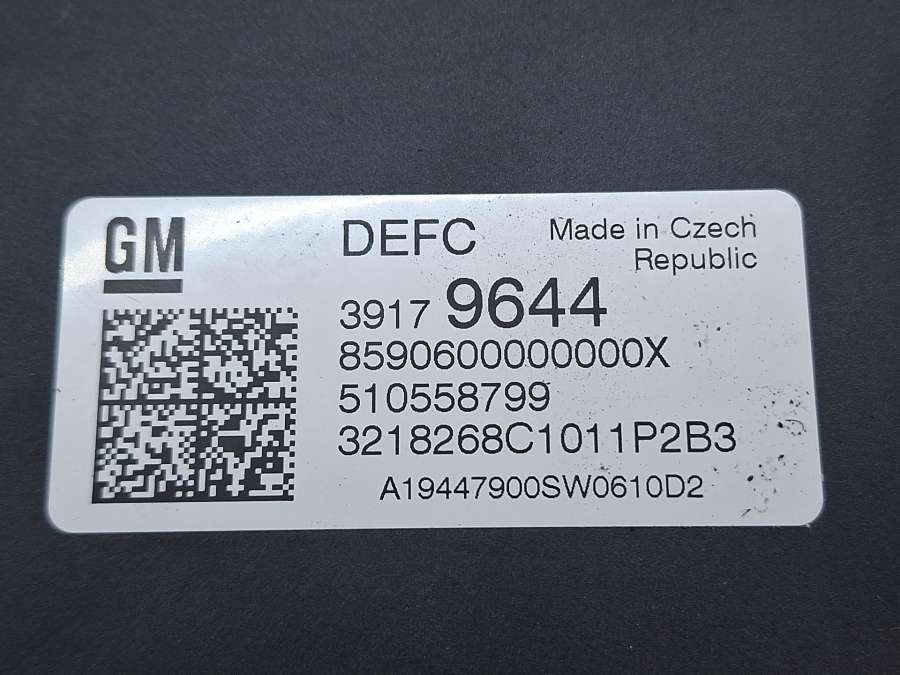 GM
DEFC
Made in Czech
Republic
3917 9644
8590600000000X
510558799
3218268C1011P2B3
A19447900SW0610D2